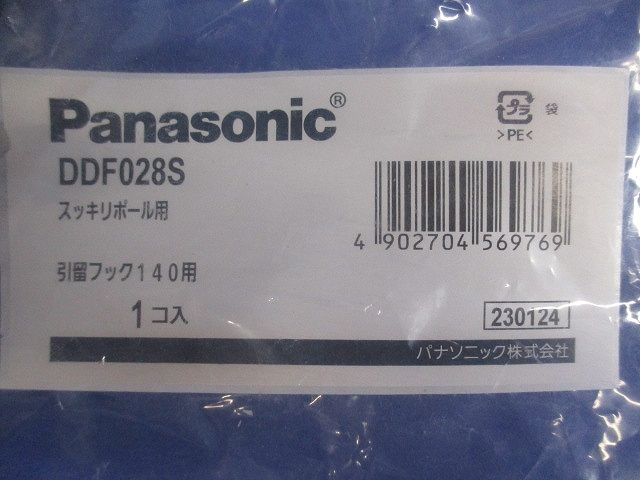 Panasonic®
プラ 袋
>PE<
DDF028S
スッキリポール用
4 902704 569769
引留フック140用
1コ入
230124
パナソニック株式会社